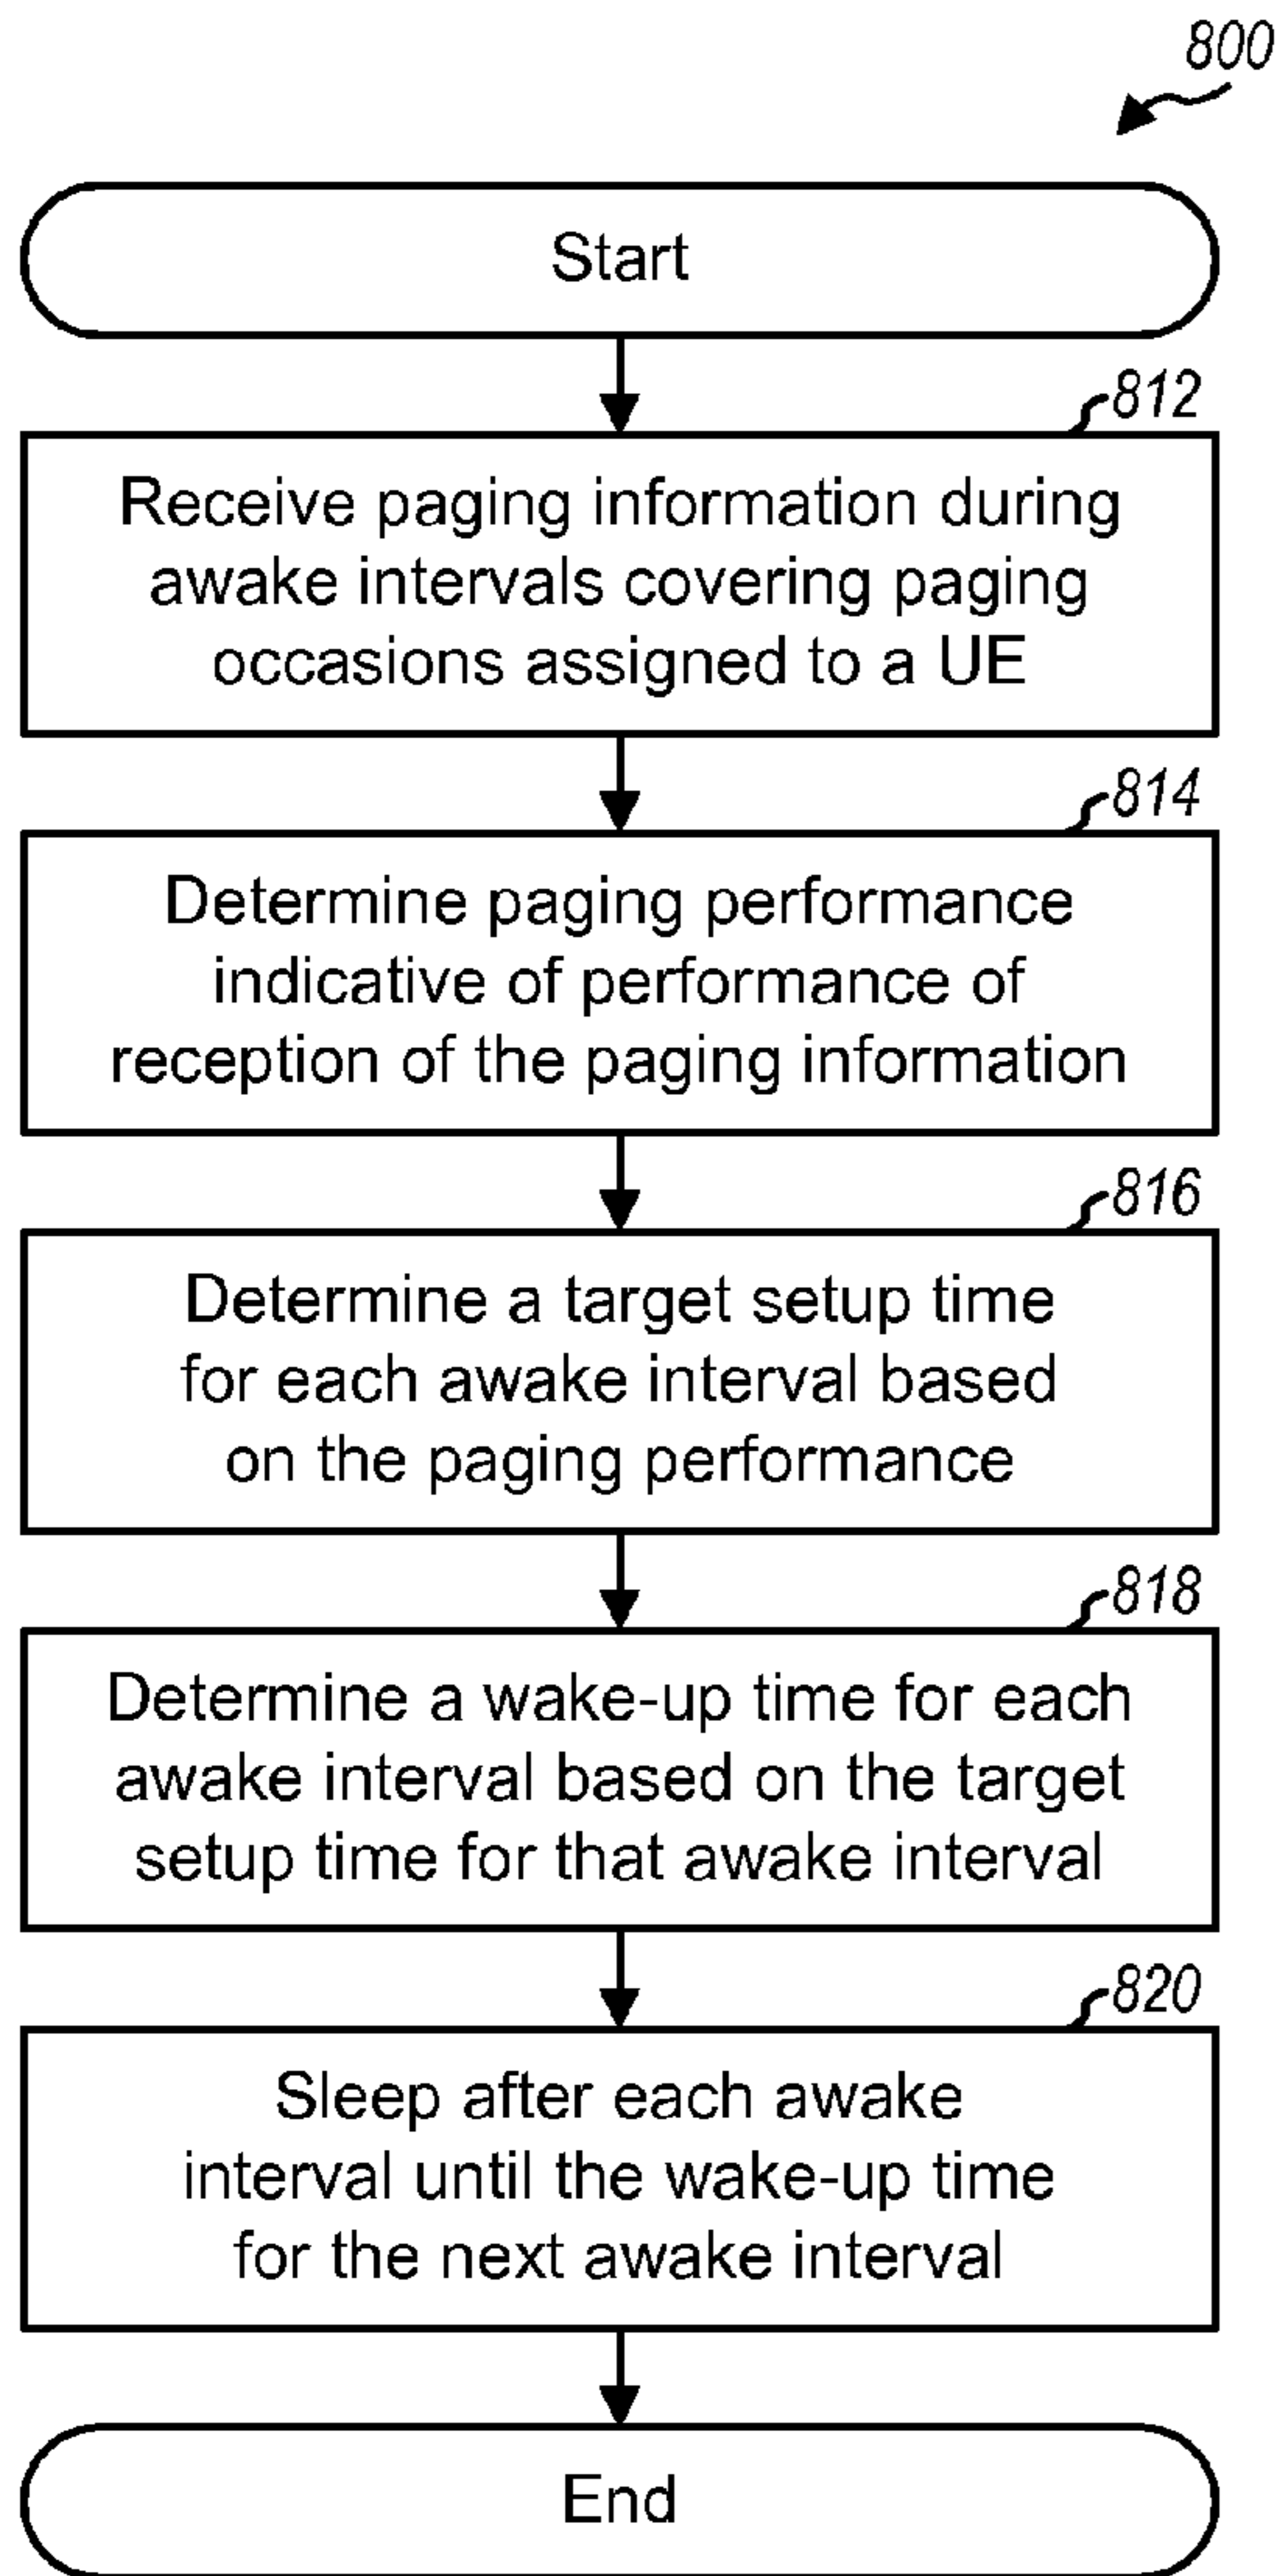 800
Start
812
Receive paging information during
awake intervals covering paging
occasions assigned to a UE
814
Determine paging performance
indicative of performance of
reception of the paging information
816
Determine a target setup time
for each awake interval based
on the paging performance
818
Determine a wake-up time for each
awake interval based on the target
setup time for that awake interval
820
Sleep after each awake
interval until the wake-up time
for the next awake interval
End